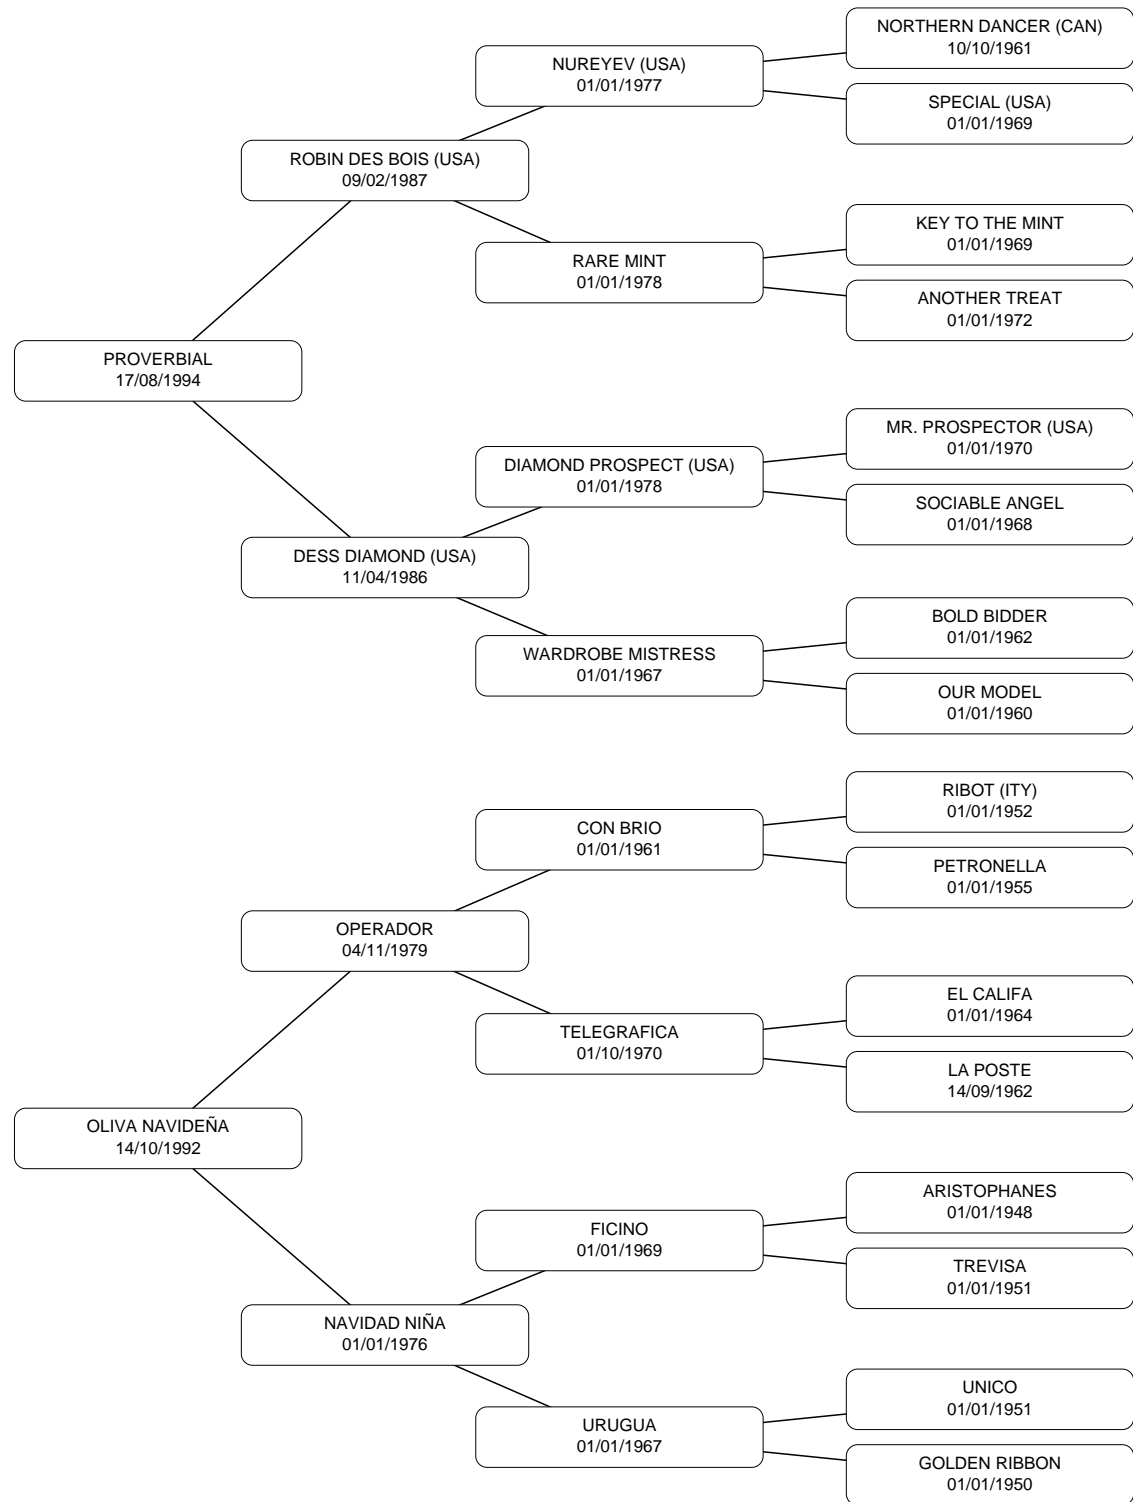 NORTHERN DANCER (CAN)
10/10/1961
NUREYEV (USA)
01/01/1977
SPECIAL (USA)
01/01/1969
ROBIN DES BOIS (USA)
09/02/1987
KEY TO THE MINT
01/01/1969
RARE MINT
01/01/1978
ANOTHER TREAT
01/01/1972
PROVERBIAL
17/08/1994
MR. PROSPECTOR (USA)
01/01/1970
DIAMOND PROSPECT (USA)
01/01/1978
SOCIABLE ANGEL
01/01/1968
DESS DIAMOND (USA)
11/04/1986
BOLD BIDDER
01/01/1962
WARDROBE MISTRESS
01/01/1967
OUR MODEL
01/01/1960
RIBOT (ITY)
01/01/1952
CON BRIO
01/01/1961
PETRONELLA
01/01/1955
OPERADOR
04/11/1979
EL CALIFA
01/01/1964
TELEGRAFICA
01/10/1970
LA POSTE
14/09/1962
OLIVA NAVIDEÑA
14/10/1992
ARISTOPHANES
01/01/1948
FICINO
01/01/1969
TREVISA
01/01/1951
NAVIDAD NIÑA
01/01/1976
UNICO
01/01/1951
URUGUA
01/01/1967
GOLDEN RIBBON
01/01/1950